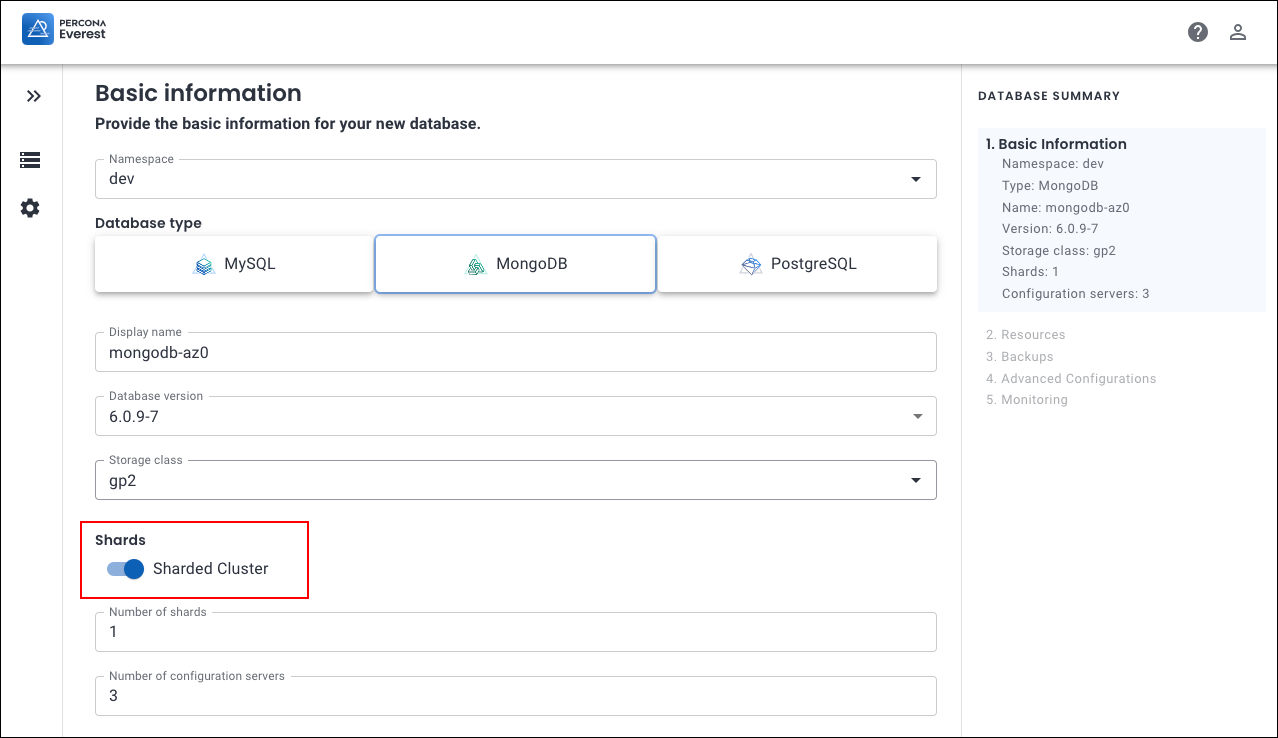 PERCONA
Everest
Basic information
Provide the basic information for your new database.
Namespace
dev
Database type
MySQL
MongoDB
PostgreSQL
Display name
mongodb-az0
Database version
6.0.9-7
Storage class
gp2
Shards
Sharded Cluster
Number of shards
1
Number of configuration servers
3
DATABASE SUMMARY
1. Basic Information
Namespace: dev
Type: MongoDB
Name: mongodb-az0
Version: 6.0.9-7
Storage class: gp2
Shards: 1
Configuration servers: 3
2. Resources
3. Backups
4. Advanced Configurations
5. Monitoring